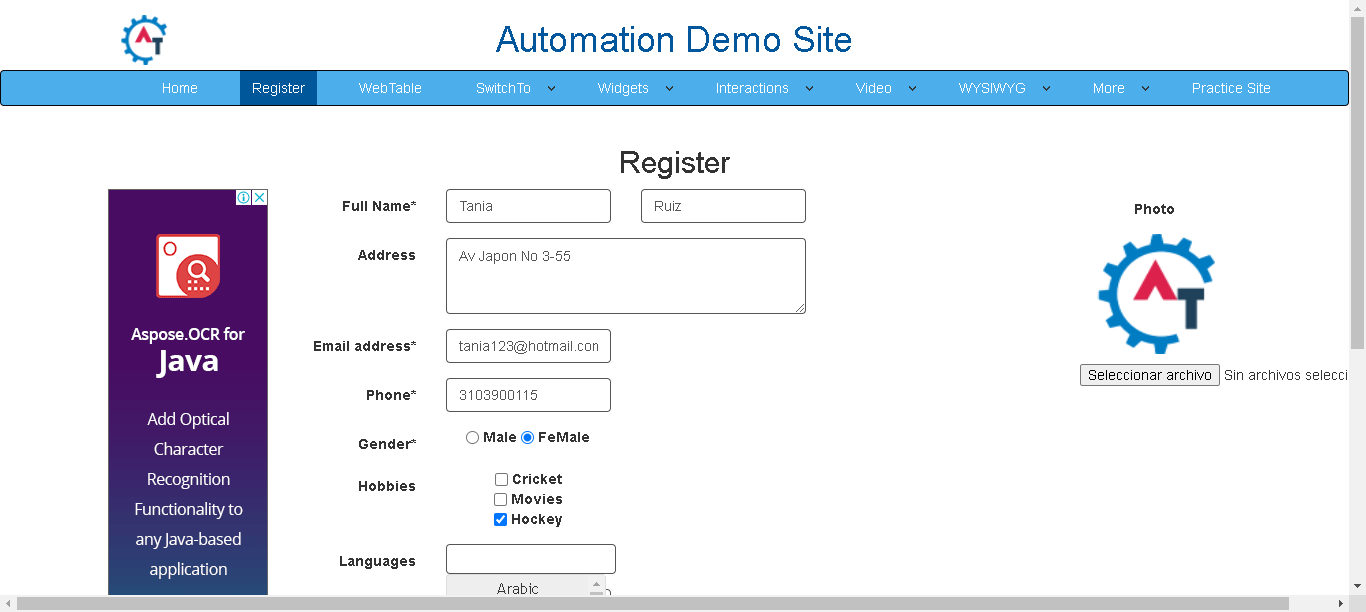 Automation Demo Site
Home Register WebTable SwitchTo Widgets Interactions Video WYSIWYG More Practice Site
Register
Full Name* Tania Ruiz
Photo
Address Av Japon No 3-55
Aspose.OCR for
Java
Email address* tania123@hotmail.con
Seleccionar archivo Sin archivos selecci
Phone* 3103900115
Add Optical
Character
Recognition
Functionality to
any Java-based
application
Gender* Male FeMale
Hobbies Cricket
Movies
Hockey
Languages
Arabic